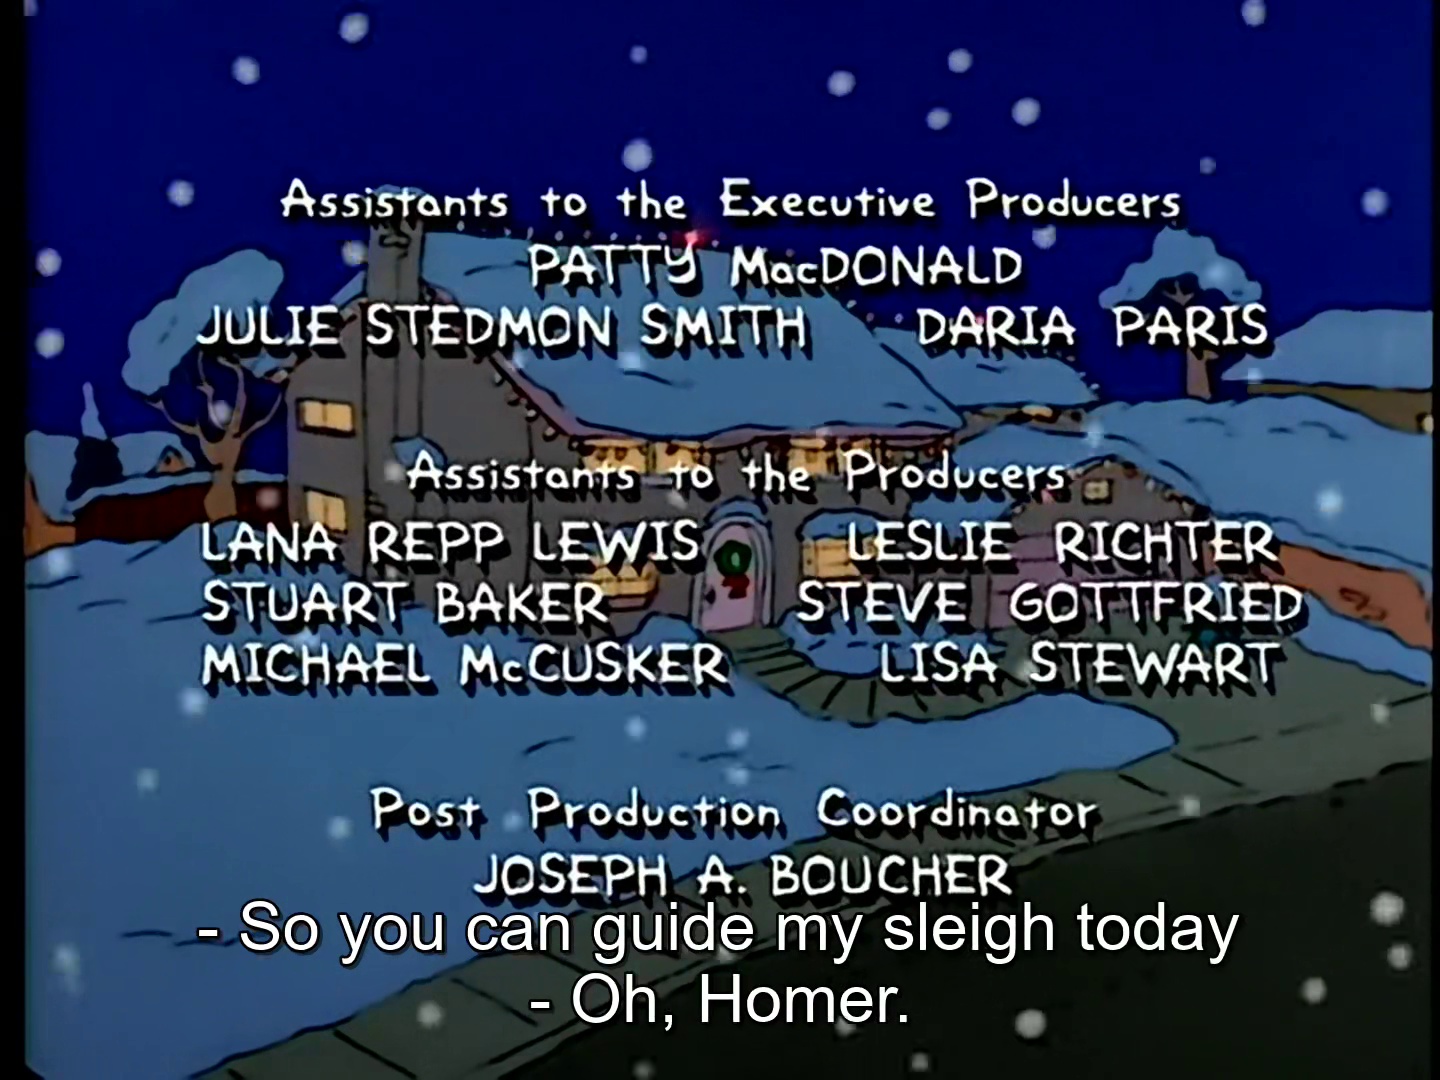 Assistants to the Executive Producers
PATTY MacDONALD
JULIE STEDMON SMITH DARIA PARIS
Assistants to the Producers
LANA REPP LEWIS LESLIE RICHTER
STUART BAKER STEVE GOTTFRIED
MICHAEL McCUSKER LISA STEWART
Post Production Coordinator
JOSEPH A. BOUCHER
- So you can guide my sleigh today
- Oh, Homer.